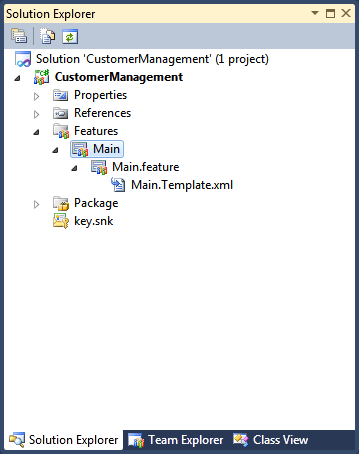 Solution Explorer
Solution 'CustomerManagement' (1 project)
CustomerManagement
Properties
References
Features
Main
Main.feature
Main.Template.xml
Package
key.snk
Solution Explorer Team Explorer Class View